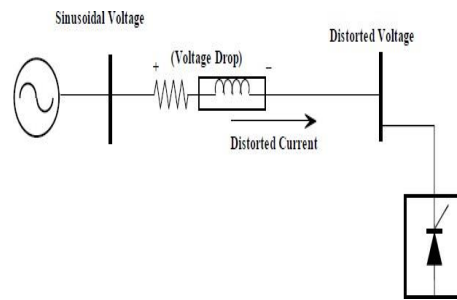 Sinusoidal Voltage
Distorted Voltage
(Voltage Drop)
+
–
Distorted Current